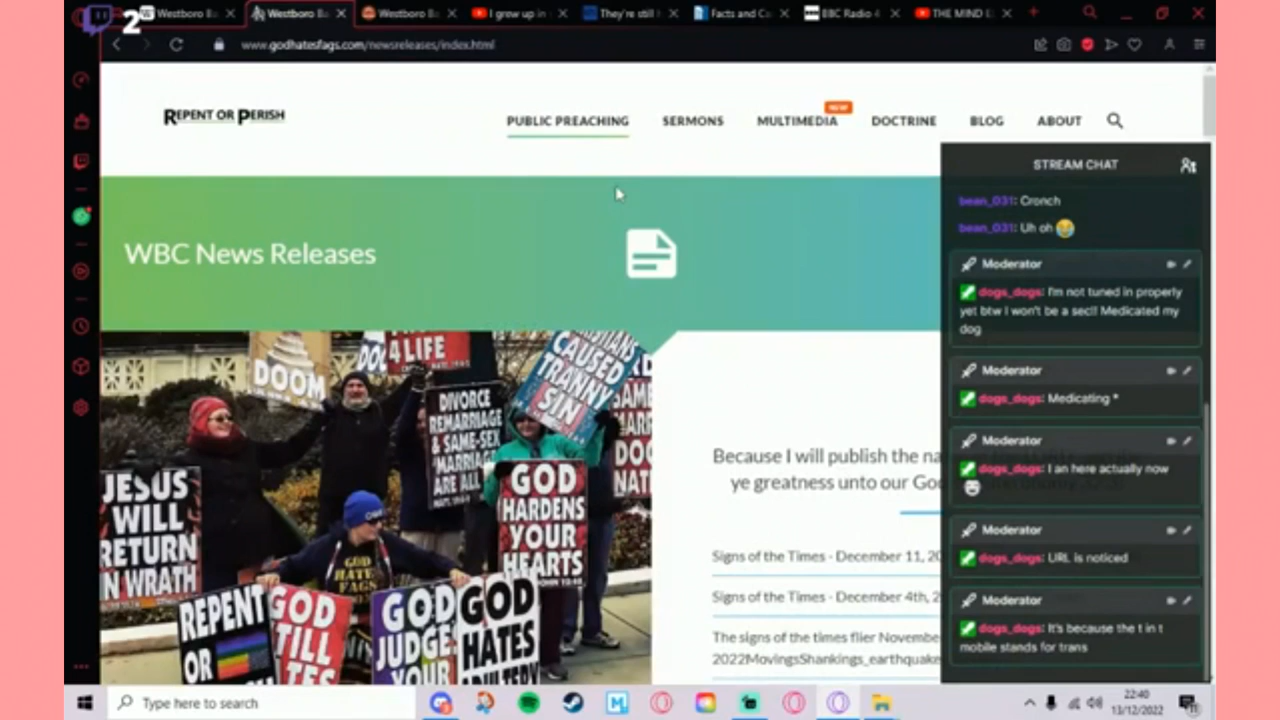 2
Westboro Ba
Westboro Ba
Westboro Ba
I grew up in
They're still
Facts and C
BBC Radio 4
THE MIND
www.godhatesfags.com/newsreleases/index.html
REPENT OR PERISH
PUBLIC PREACHING
SERMONS
MULTIMEDIA
NEW
DOCTRINE
BLOG
ABOUT
WBC News Releases
DOOM
4 LIFE
CAUSED
TRANNY
SIN
DIVORCE
REMARRIAGE
& SAME-SEX
MARRIAGE
ARE ALL
JESUS
WILL
RETURN
IN WRATH
GOD
HARDENS
YOUR
HEARTS
GOD
HATE
FAGS
REPENT
OR
GOD
GOD
JUDGE
YOUR
GOD
HATES
Because I will publish the
ye greatness unto our God
Signs of the Times - December 11, 20
Signs of the Times - December 4th, 2
The signs of the times flier November
2022MovingsShankings_earthquake
STREAM CHAT
bean_031: Cronch
bean_031: Uh oh 😭
Moderator
dogs_dogs: I'm not tuned in properly
yet btw I won't be a sec!! Medicated my
dog
Moderator
dogs_dogs: Medicating *
Moderator
dogs_dogs: I an here actually now
Moderator
dogs_dogs: URL is noticed
Moderator
dogs_dogs: It's because the t in t
mobile stands for trans
Type here to search
22:40
13/12/2022